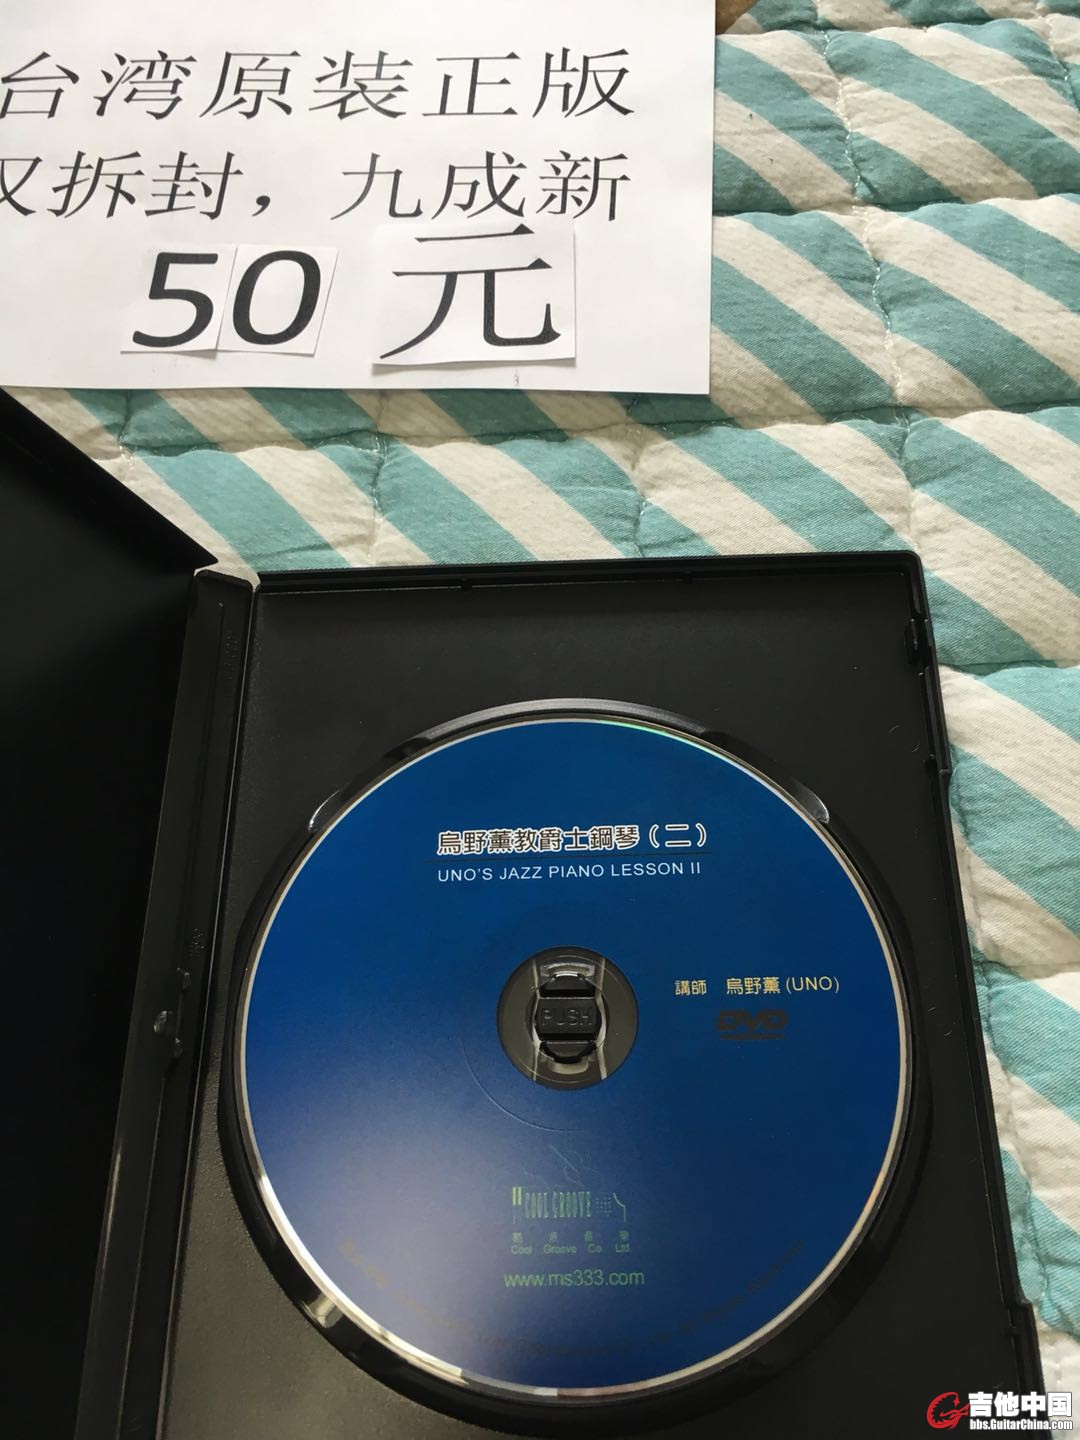 台湾原装正版
仅拆封，九成新
50 元
烏野薰教爵士鋼琴（二）
UNO'S JAZZ PIANO LESSON II
講師 烏野薰(UNO)
DVD
PUSH
COOL GROOVE
Cool Groove Co. Ltd.
www.ms333.com
吉他中国
bbs.GuitarChina.com